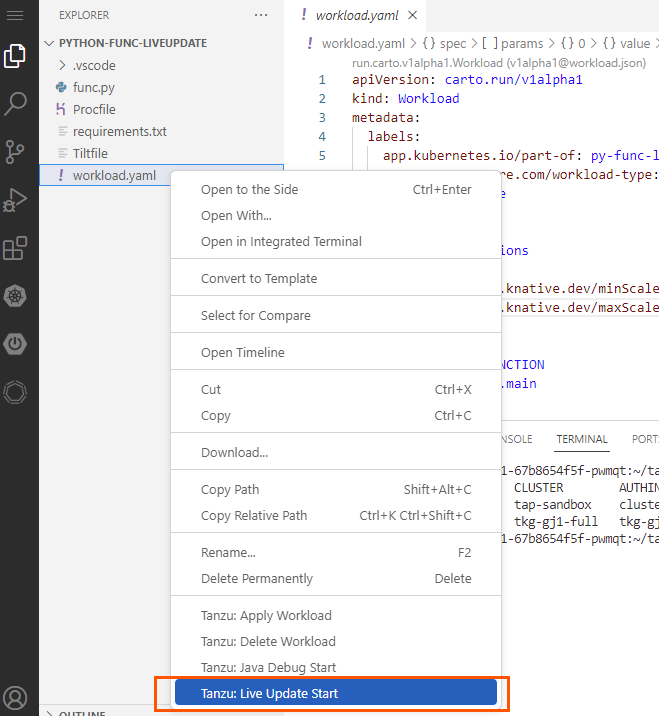 EXPLORER
PYTHON-FUNC-LIVEUPDATE
.vscode
func.py
Procfile
requirements.txt
Tiltfile
! workload.yaml
! workload.yaml
! workload.yaml > {} spec > [ ] params > {} 0 > {} value >
run.carto.v1alpha1.Workload (v1alpha1@workload.json)
1 apiVersion: carto.run/v1alpha1
2 kind: Workload
3 metadata:
4 labels:
5 app.kubernetes.io/part-of: py-func-l
re.com/workload-type:
e
ions
.knative.dev/minScale
.knative.dev/maxScale
NCTION
.main
Open to the Side Ctrl+Enter
Open With...
Open in Integrated Terminal
Convert to Template
Select for Compare
Open Timeline
Cut Ctrl+X
Copy Ctrl+C
Download...
Copy Path Shift+Alt+C
Copy Relative Path Ctrl+K Ctrl+Shift+C
Rename... F2
Delete Permanently Delete
Tanzu: Apply Workload
Tanzu: Delete Workload
Tanzu: Java Debug Start
Tanzu: Live Update Start
NSOLE TERMINAL PORT
1-67b8654f5f-pwmqt:~/ta
CLUSTER AUTHIN
tap-sandbox cluste
tkg-gj1-full tkg-gj
1-67b8654f5f-pwmqt:~/ta
OUTLINE